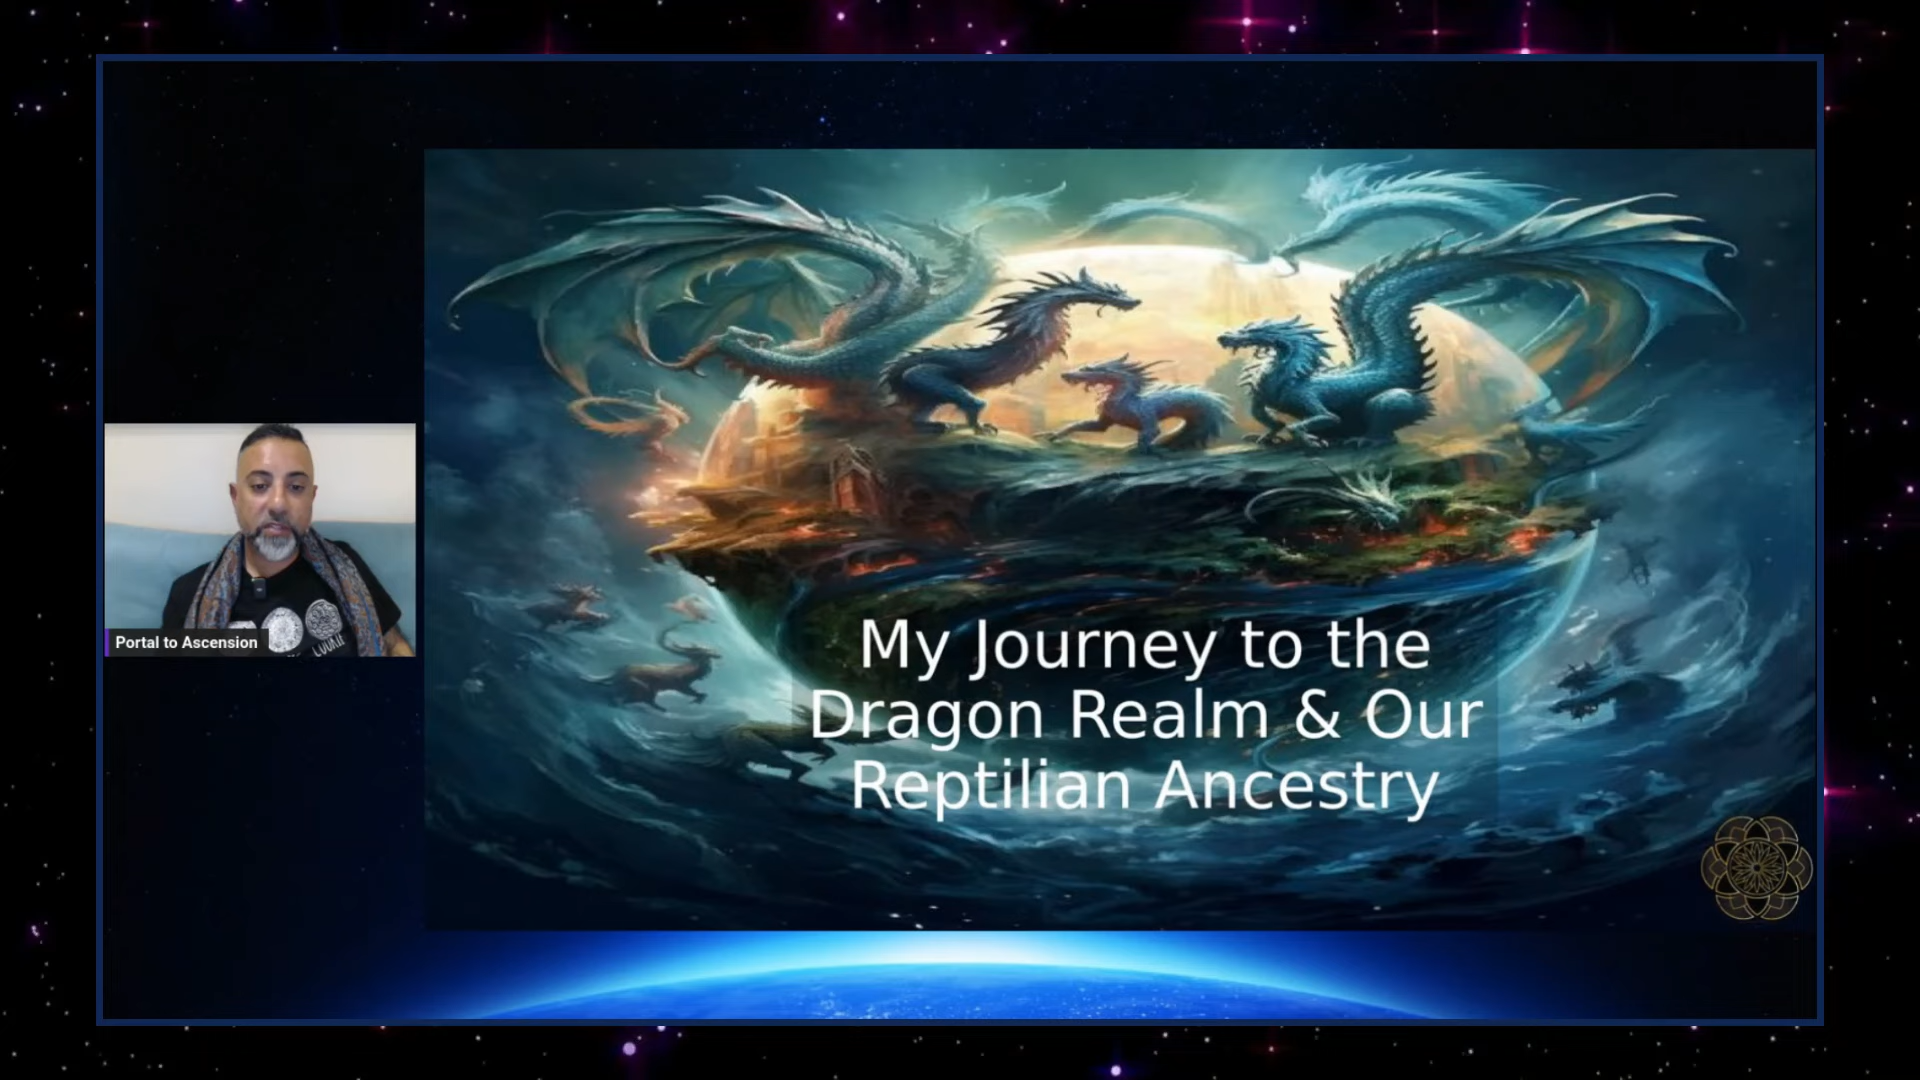 My Journey to the
Dragon Realm & Our
Reptilian Ancestry
Portal to Ascension